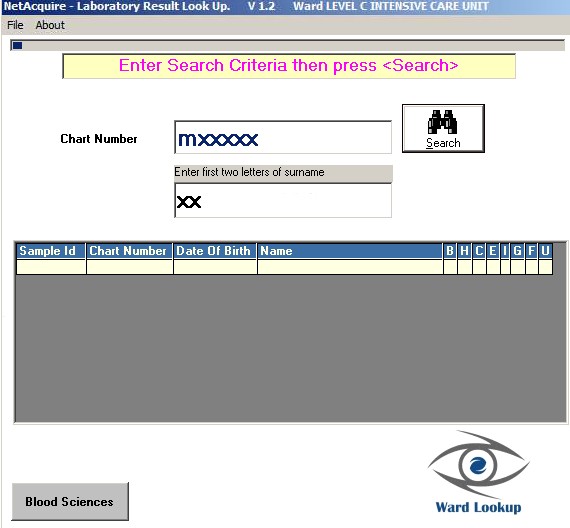 NetAcquire - Laboratory Result Look Up. V 1.2 Ward LEVEL C INTENSIVE CARE UNIT
File About
Enter Search Criteria then press <Search>
Chart Number
mxxxxx
Search
Enter first two letters of surname
xx
Sample Id Chart Number Date Of Birth Name B H C E I G F U
Blood Sciences
Ward Lookup